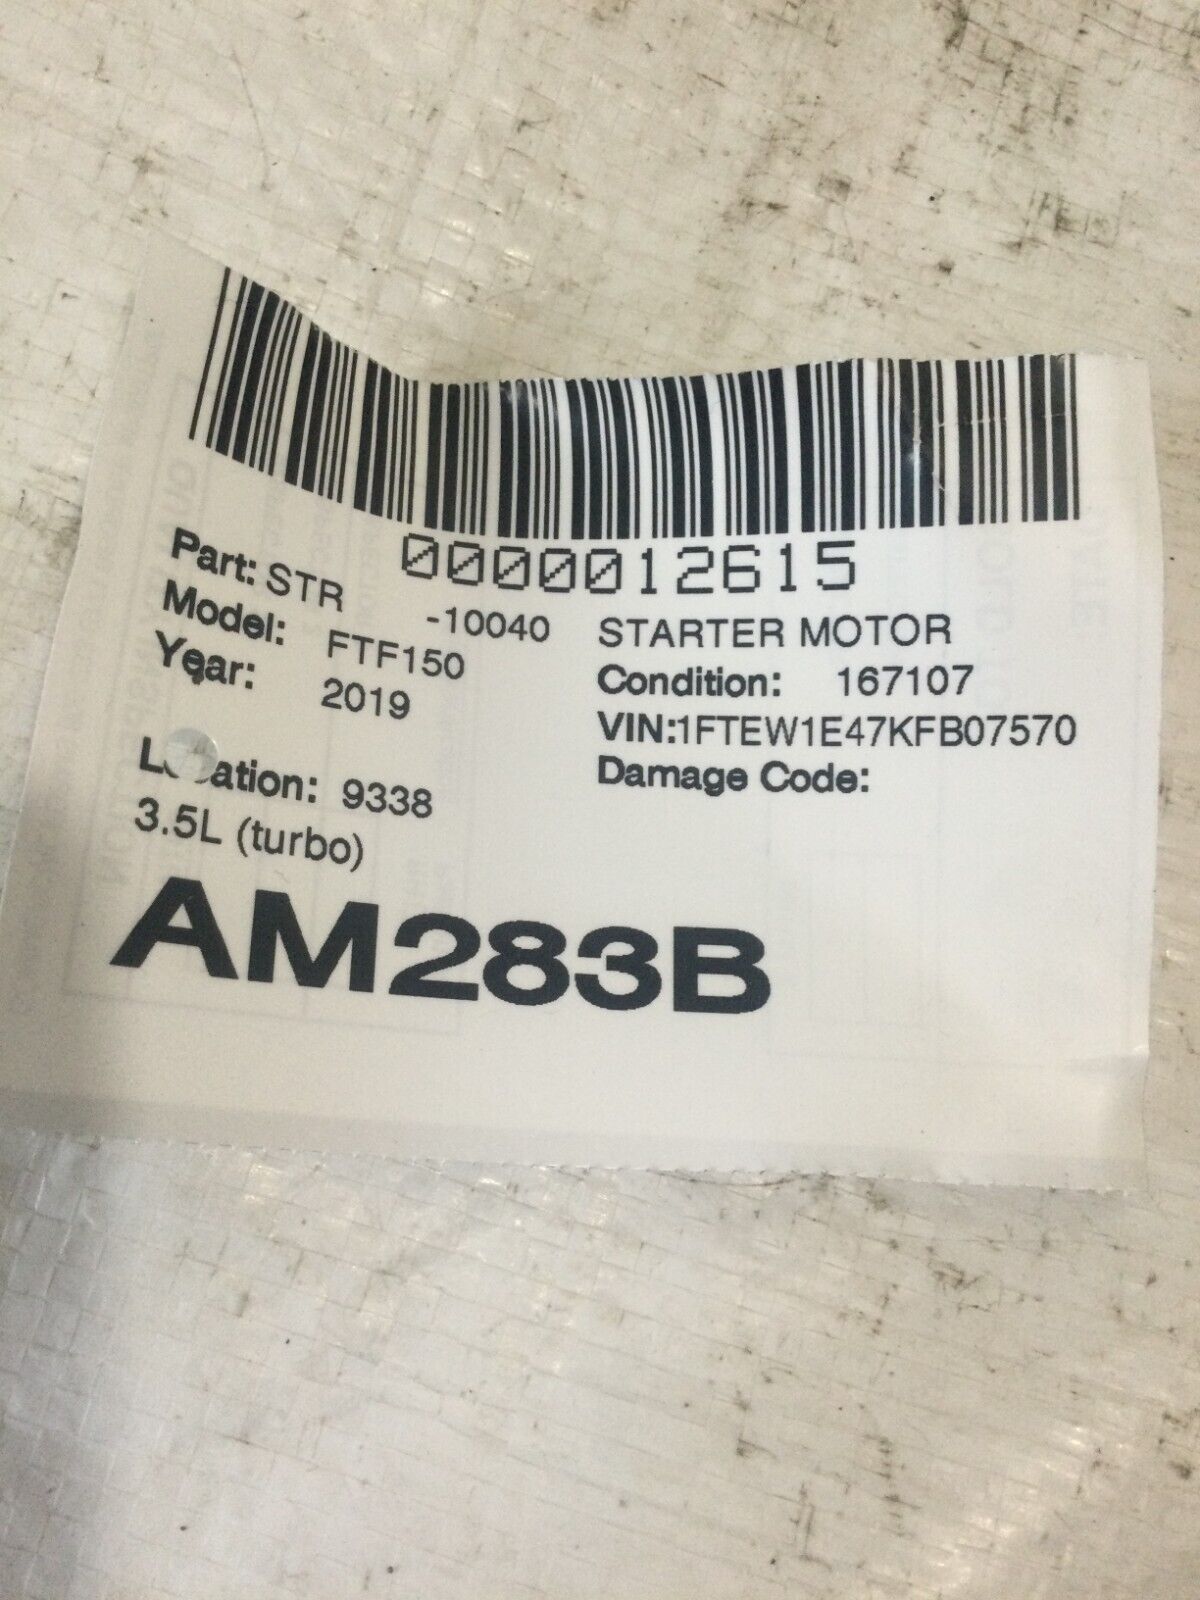 0000012615
Part: STR -10040 STARTER MOTOR
Model: FTF150 Condition: 167107
Year: 2019 VIN:1FTEW1E47KFB07570
Damage Code:
Location: 9338
3.5L (turbo)
AM283B